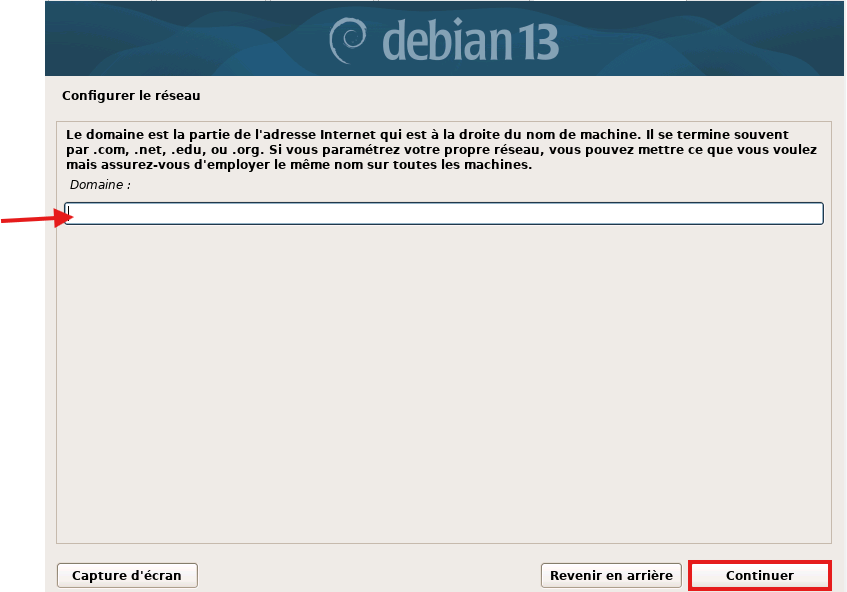 debian 13
Configurer le réseau
Le domaine est la partie de l'adresse Internet qui est à la droite du nom de machine. Il se termine souvent
par .com, .net, .edu, ou .org. Si vous paramétrez votre propre réseau, vous pouvez mettre ce que vous voulez
mais assurez-vous d'employer le même nom sur toutes les machines.
Domaine :
Capture d'écran
Revenir en arrière
Continuer